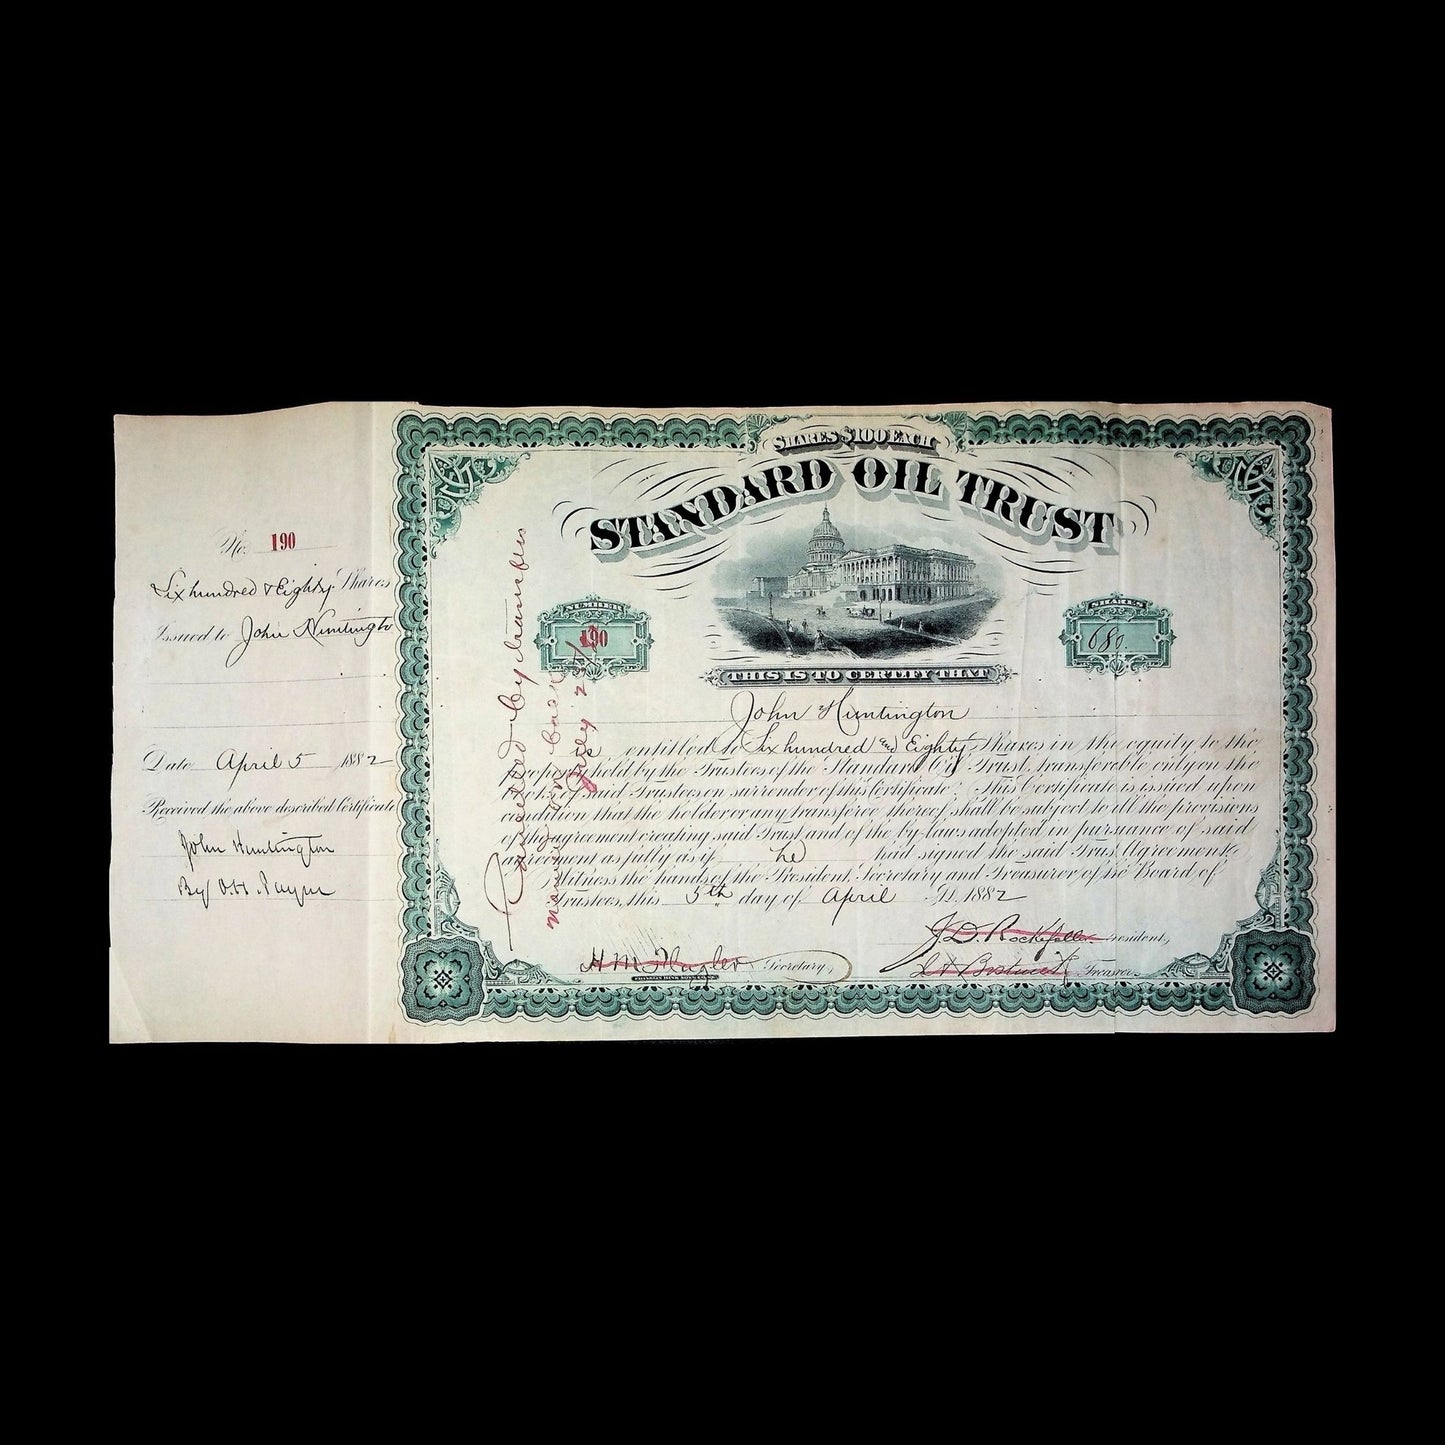 No. 190
Six hundred & Eighty Shares
Issued to John Huntington
Date April 5 1882
Received the above described Certificate
John Huntington
By O.H. Payne
SHARES $100 EACH
STANDARD OIL TRUST
NUMBER
190
SHARES
680.
THIS IS TO CERTIFY THAT
John Huntington
is entitled to Six hundred and Eighty Shares in the equity to the
property held by the Trustees of the Standard Oil Trust, transferable only on the
books of said Trustees on surrender of this Certificate. This Certificate is issued upon
condition that the holder or any transferee thereof shall be subject to all the provisions
of the agreement creating said Trust and of the by-laws adopted in pursuance of said
agreement as fully as if he had signed the said Trust Agreement.
Witness the hands of the President, Secretary and Treasurer of the Board of
Trustees, this 5th day of April A.D. 1882
J.D. Rockefeller President,
H M Flagler Secretary,
Treasurer.
Cancelled by transfer
on back
July 25/